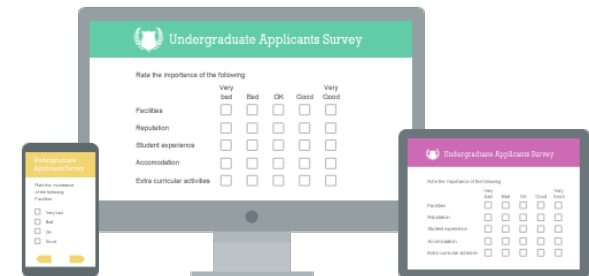 Undergraduate Applicants Survey
Rate the importance of the following:
Very bad Bad OK Good Very Good
Facilities
Reputation
Student experience
Accomodation
Extra curricular activities
Undergraduate
Applicants Survey
Rate the importance
of the following
Facilities
Very bad
Bad
OK
Good
Undergraduate Applicants Survey
Rate the importance of the following
Very bad Bad OK Good Very Good
Facilities
Reputation
Student experience
Accomodation
Extra curricular activities